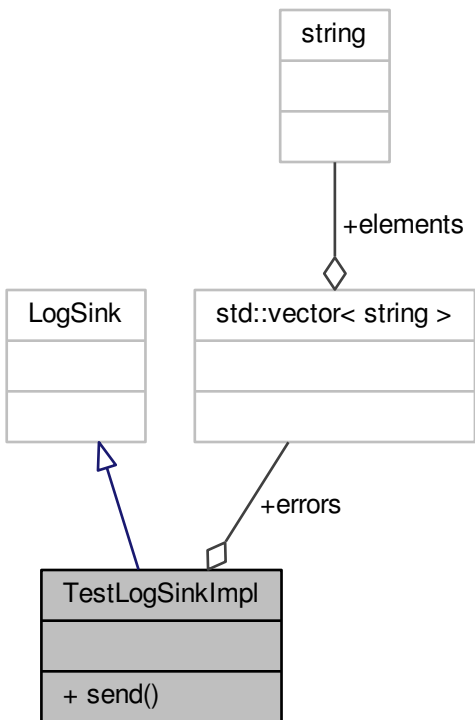 string
+elements
LogSink
std::vector< string >
+errors
TestLogSinkImpl
+ send()